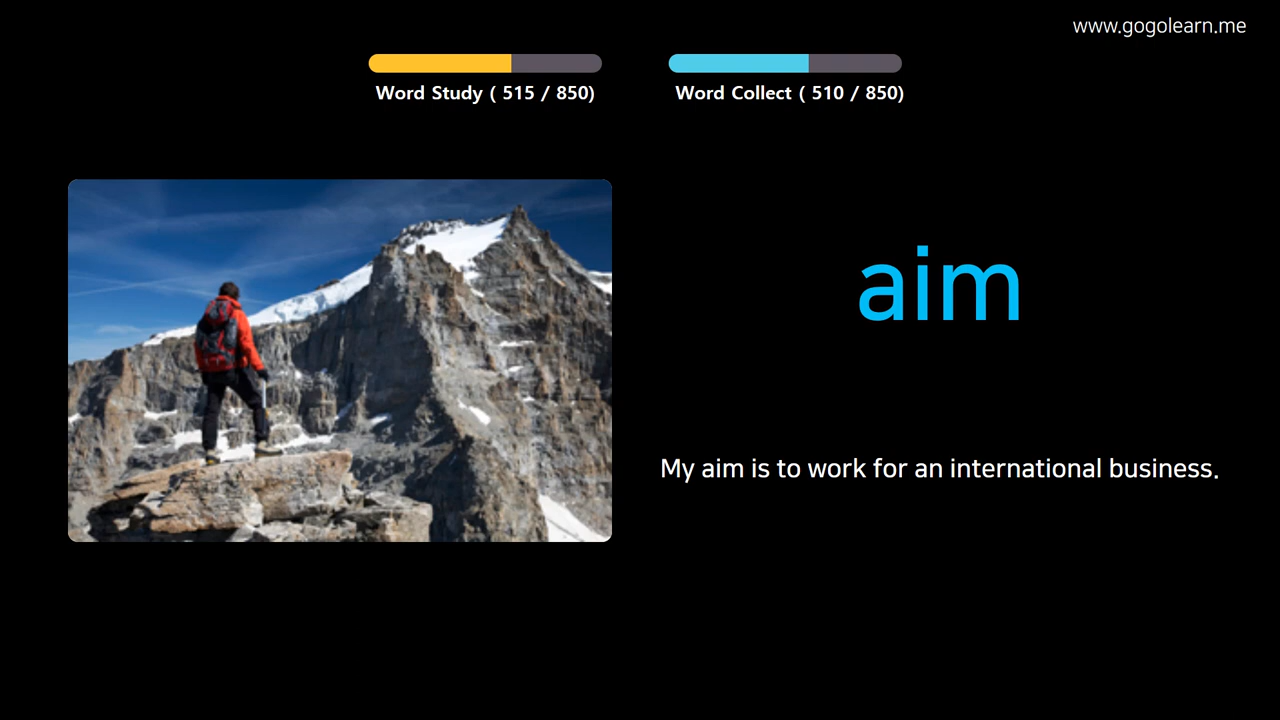 www.gogolearn.me
Word Study ( 515 / 850)
Word Collect ( 510 / 850)
aim
My aim is to work for an international business.